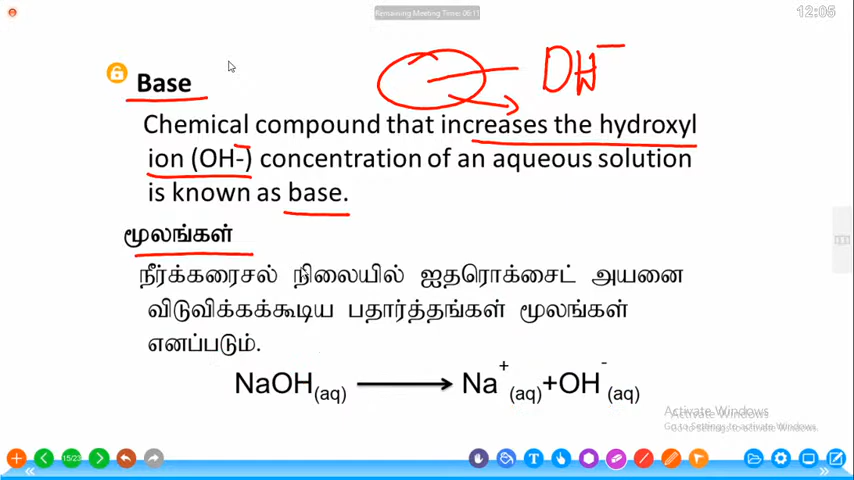 Remaining Meeting Time: 06:11
12:05
Base
OH⁻
Chemical compound that increases the hydroxyl
ion (OH-) concentration of an aqueous solution
is known as base.
மூலங்கள்
நீர்க்கரைசல் நிலையில் ஐதரொக்சைட் அயனை
விடுவிக்கக்கூடிய பதார்த்தங்கள் மூலங்கள்
எனப்படும்.
NaOH(aq) ⟶ Na⁺(aq)+OH⁻(aq)
Activate Windows
Go to Settings to activate Windows.
15/23